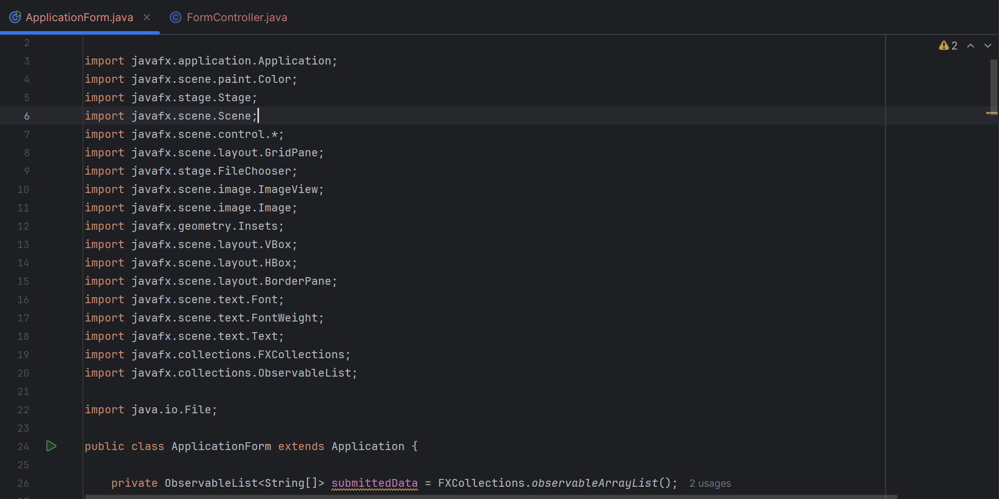 ApplicationForm.java FormController.java
2
2
3 import javafx.application.Application;
4 import javafx.scene.paint.Color;
5 import javafx.stage.Stage;
6 import javafx.scene.Scene;
7 import javafx.scene.control.*;
8 import javafx.scene.layout.GridPane;
9 import javafx.stage.FileChooser;
10 import javafx.scene.image.ImageView;
11 import javafx.scene.image.Image;
12 import javafx.geometry.Insets;
13 import javafx.scene.layout.VBox;
14 import javafx.scene.layout.HBox;
15 import javafx.scene.layout.BorderPane;
16 import javafx.scene.text.Font;
17 import javafx.scene.text.FontWeight;
18 import javafx.scene.text.Text;
19 import javafx.collections.FXCollections;
20 import javafx.collections.ObservableList;
21
22 import java.io.File;
23
24 public class ApplicationForm extends Application {
25
26 private ObservableList<String[]> submittedData = FXCollections.observableArrayList(); 2 usages